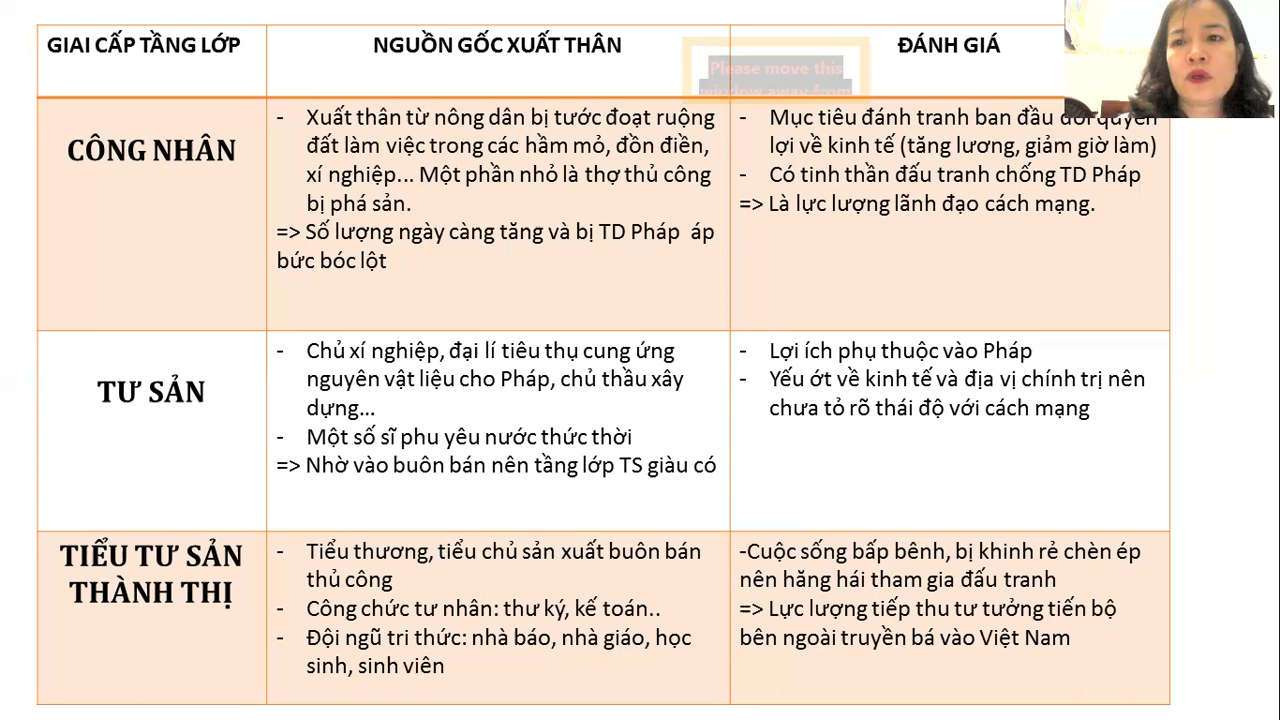 GIAI CẤP TẦNG LỚP
NGUỒN GỐC XUẤT THÂN
ĐÁNH GIÁ
Please move this
window away from
CÔNG NHÂN
- Xuất thân từ nông dân bị tước đoạt ruộng
đất làm việc trong các hầm mỏ, đồn điền,
xí nghiệp... Một phần nhỏ là thợ thủ công
bị phá sản.
=> Số lượng ngày càng tăng và bị TD Pháp áp
bức bóc lột
- Mục tiêu đánh tranh ban đầu đòi quyền
lợi về kinh tế (tăng lương, giảm giờ làm)
- Có tinh thần đấu tranh chống TD Pháp
=> Là lực lượng lãnh đạo cách mạng.
TƯ SẢN
- Chủ xí nghiệp, đại lí tiêu thụ cung ứng
nguyên vật liệu cho Pháp, chủ thầu xây
dựng...
- Một số sĩ phu yêu nước thức thời
=> Nhờ vào buôn bán nên tầng lớp TS giàu có
- Lợi ích phụ thuộc vào Pháp
- Yếu ớt về kinh tế và địa vị chính trị nên
chưa tỏ rõ thái độ với cách mạng
TIỂU TƯ SẢN
THÀNH THỊ
- Tiểu thương, tiểu chủ sản xuất buôn bán
thủ công
- Công chức tư nhân: thư ký, kế toán..
- Đội ngũ tri thức: nhà báo, nhà giáo, học
sinh, sinh viên
-Cuộc sống bấp bênh, bị khinh rẻ chèn ép
nên hăng hái tham gia đấu tranh
=> Lực lượng tiếp thu tư tưởng tiến bộ
bên ngoài truyền bá vào Việt Nam